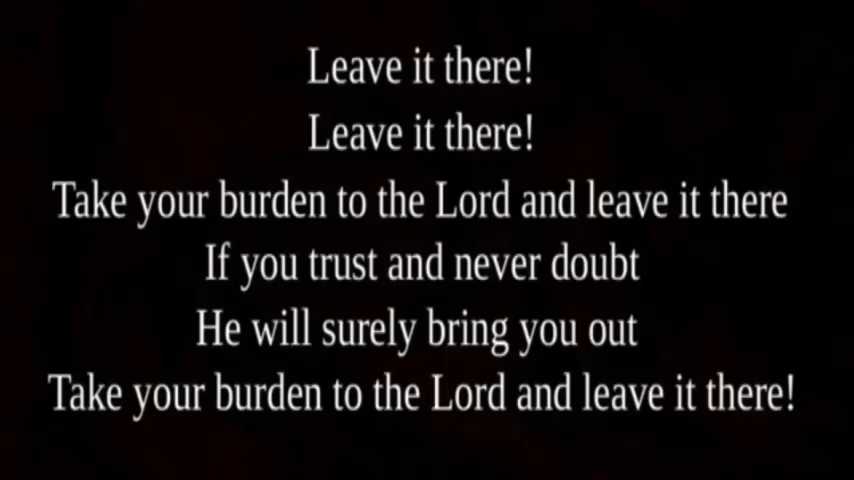 Leave it there!
Leave it there!
Take your burden to the Lord and leave it there
If you trust and never doubt
He will surely bring you out
Take your burden to the Lord and leave it there!